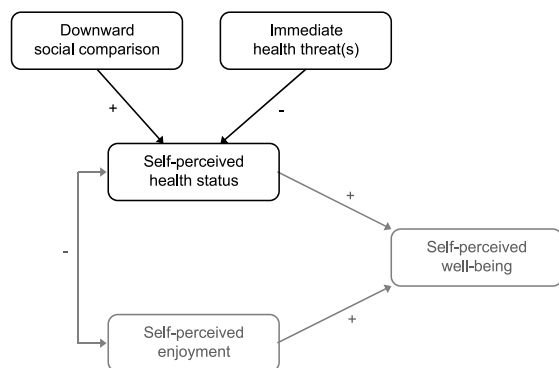 Downward
social comparison
Immediate
health threat(s)
+
-
Self-perceived
health status
+
-
Self-perceived
well-being
+
Self-perceived
enjoyment